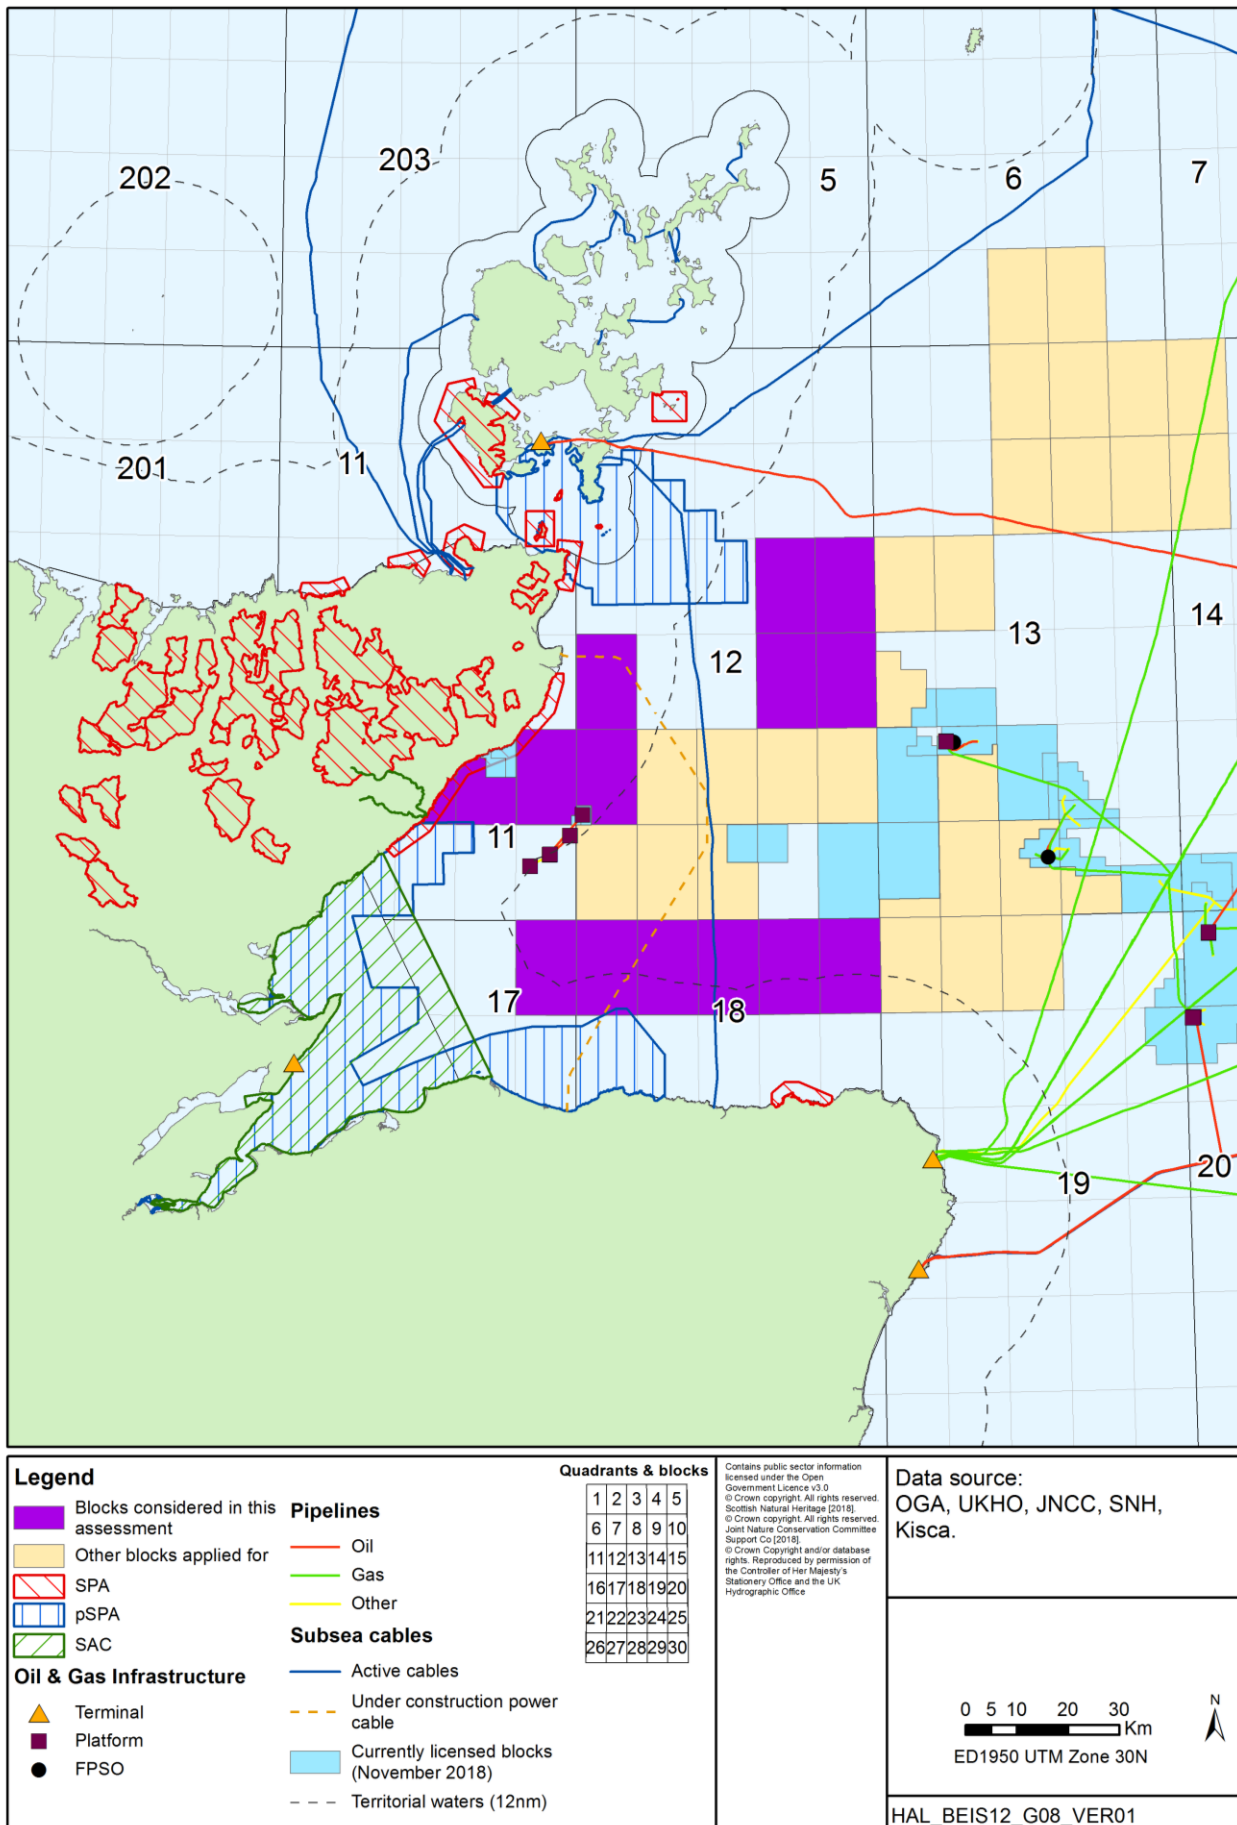 202
203
5
6
7
201
11
12
13
14
11
17
18
19
20
Legend
Blocks considered in this
assessment
Other blocks applied for
SPA
pSPA
SAC
Oil & Gas Infrastructure
Terminal
Platform
FPSO
Pipelines
Oil
Gas
Other
Subsea cables
Active cables
Under construction power
cable
Currently licensed blocks
(November 2018)
Territorial waters (12nm)
Quadrants & blocks
1 2 3 4 5
6 7 8 9 10
11 12 13 14 15
16 17 18 19 20
21 22 23 24 25
26 27 28 29 30
Contains public sector information
licensed under the Open
Government Licence v3.0
© Crown copyright. All rights reserved.
Scottish Natural Heritage [2018].
© Crown copyright. All rights reserved.
Joint Nature Conservation Committee
Support Co [2018].
© Crown Copyright and/or database
rights. Reproduced by permission of
the Controller of Her Majesty's
Stationery Office and the UK
Hydrographic Office
Data source:
OGA, UKHO, JNCC, SNH,
Kisca.
0 5 10 20 30
Km
N
ED1950 UTM Zone 30N
HAL_BEIS12_G08_VER01